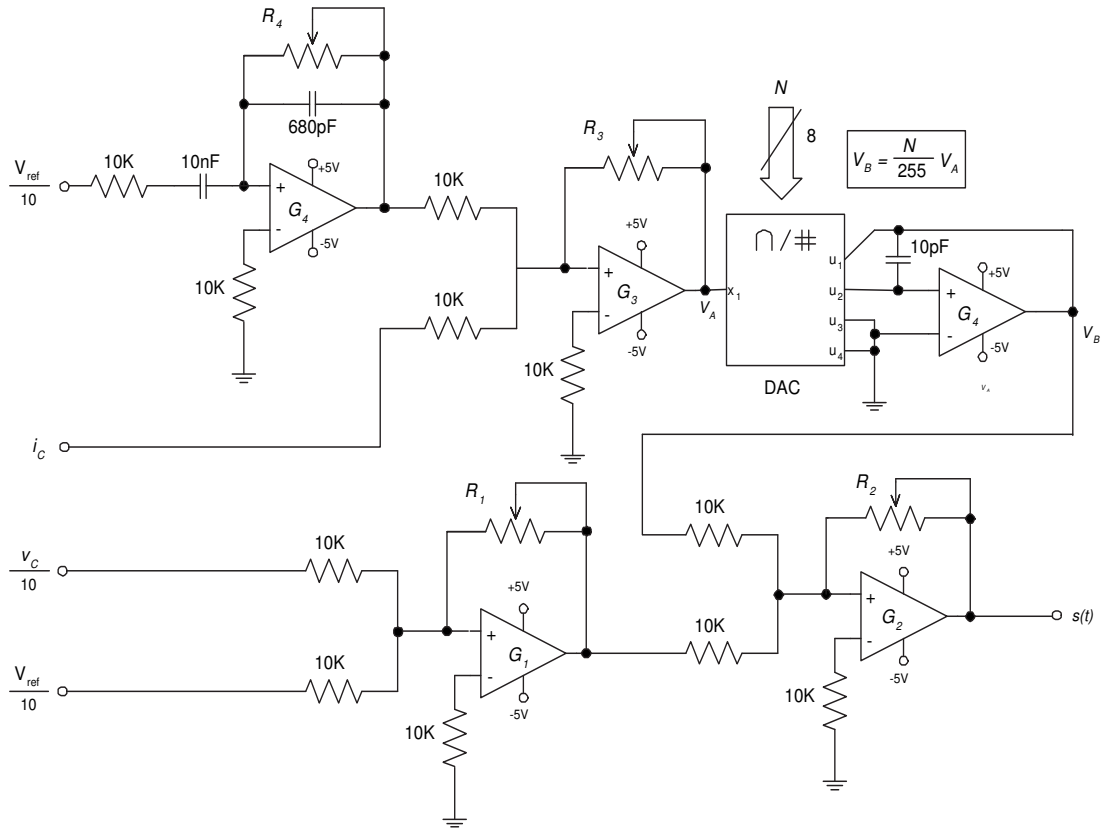 R4
680pF
Vref
10
10K
10nF
+5V
+
G4
-
-5V
10K
10K
10K
iC
R3
+5V
+
G3
-
-5V
10K
VA
N
8
VB = N/255 VA
∩/#
x1
u1
u2
u3
u4
DAC
10pF
+5V
+
G4
-
-5V
VB
vC
10
10K
Vref
10
10K
R1
+5V
+
G1
-
-5V
10K
10K
10K
R2
+5V
+
G2
-
-5V
10K
s(t)